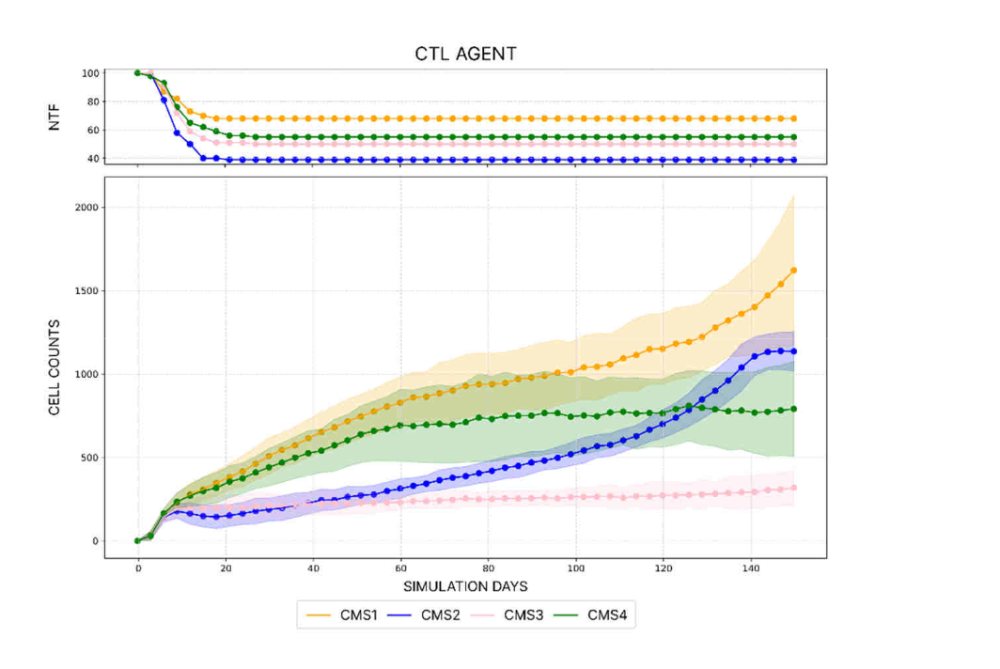 CTL AGENT
100
80
60
40
NTF
2000
1500
1000
500
0
CELL COUNTS
0 20 40 60 80 100 120 140
SIMULATION DAYS
CMS1 CMS2 CMS3 CMS4